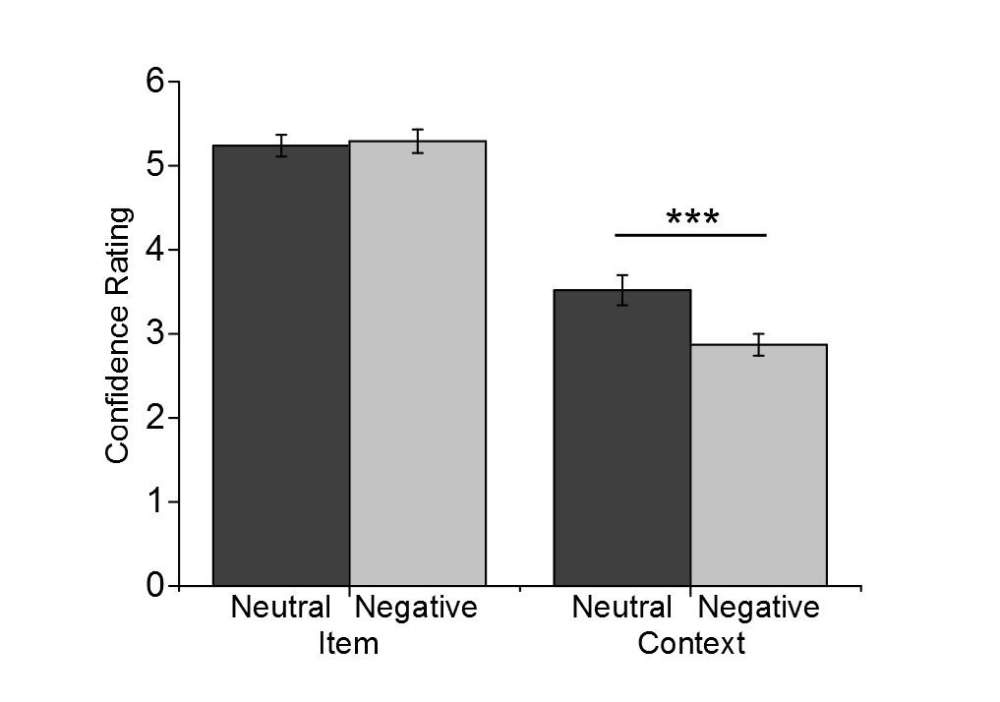 6
5
4
3
2
1
0
Confidence Rating
***
Neutral Negative Neutral Negative
Item Context